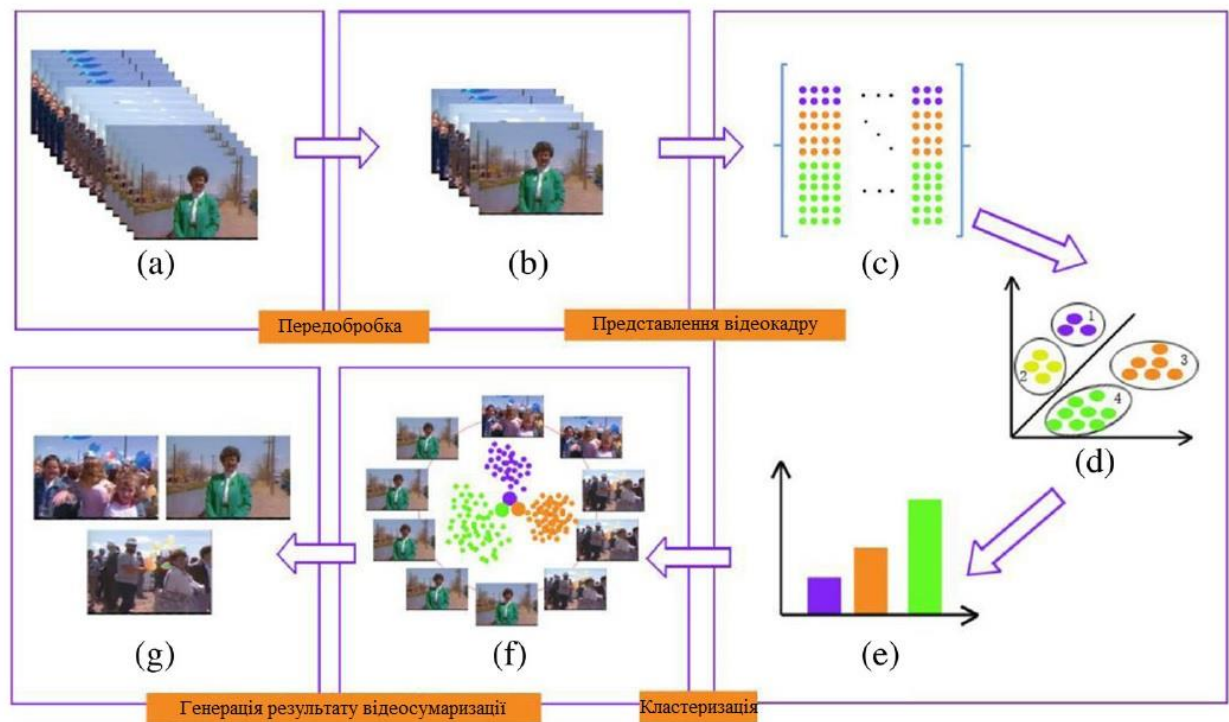 (a)
(b)
(c)
Передобробка
Представлення відеокадру
1
2
3
4
(d)
(g)
(f)
(e)
Генерація результату відеосумаризації
Кластеризація